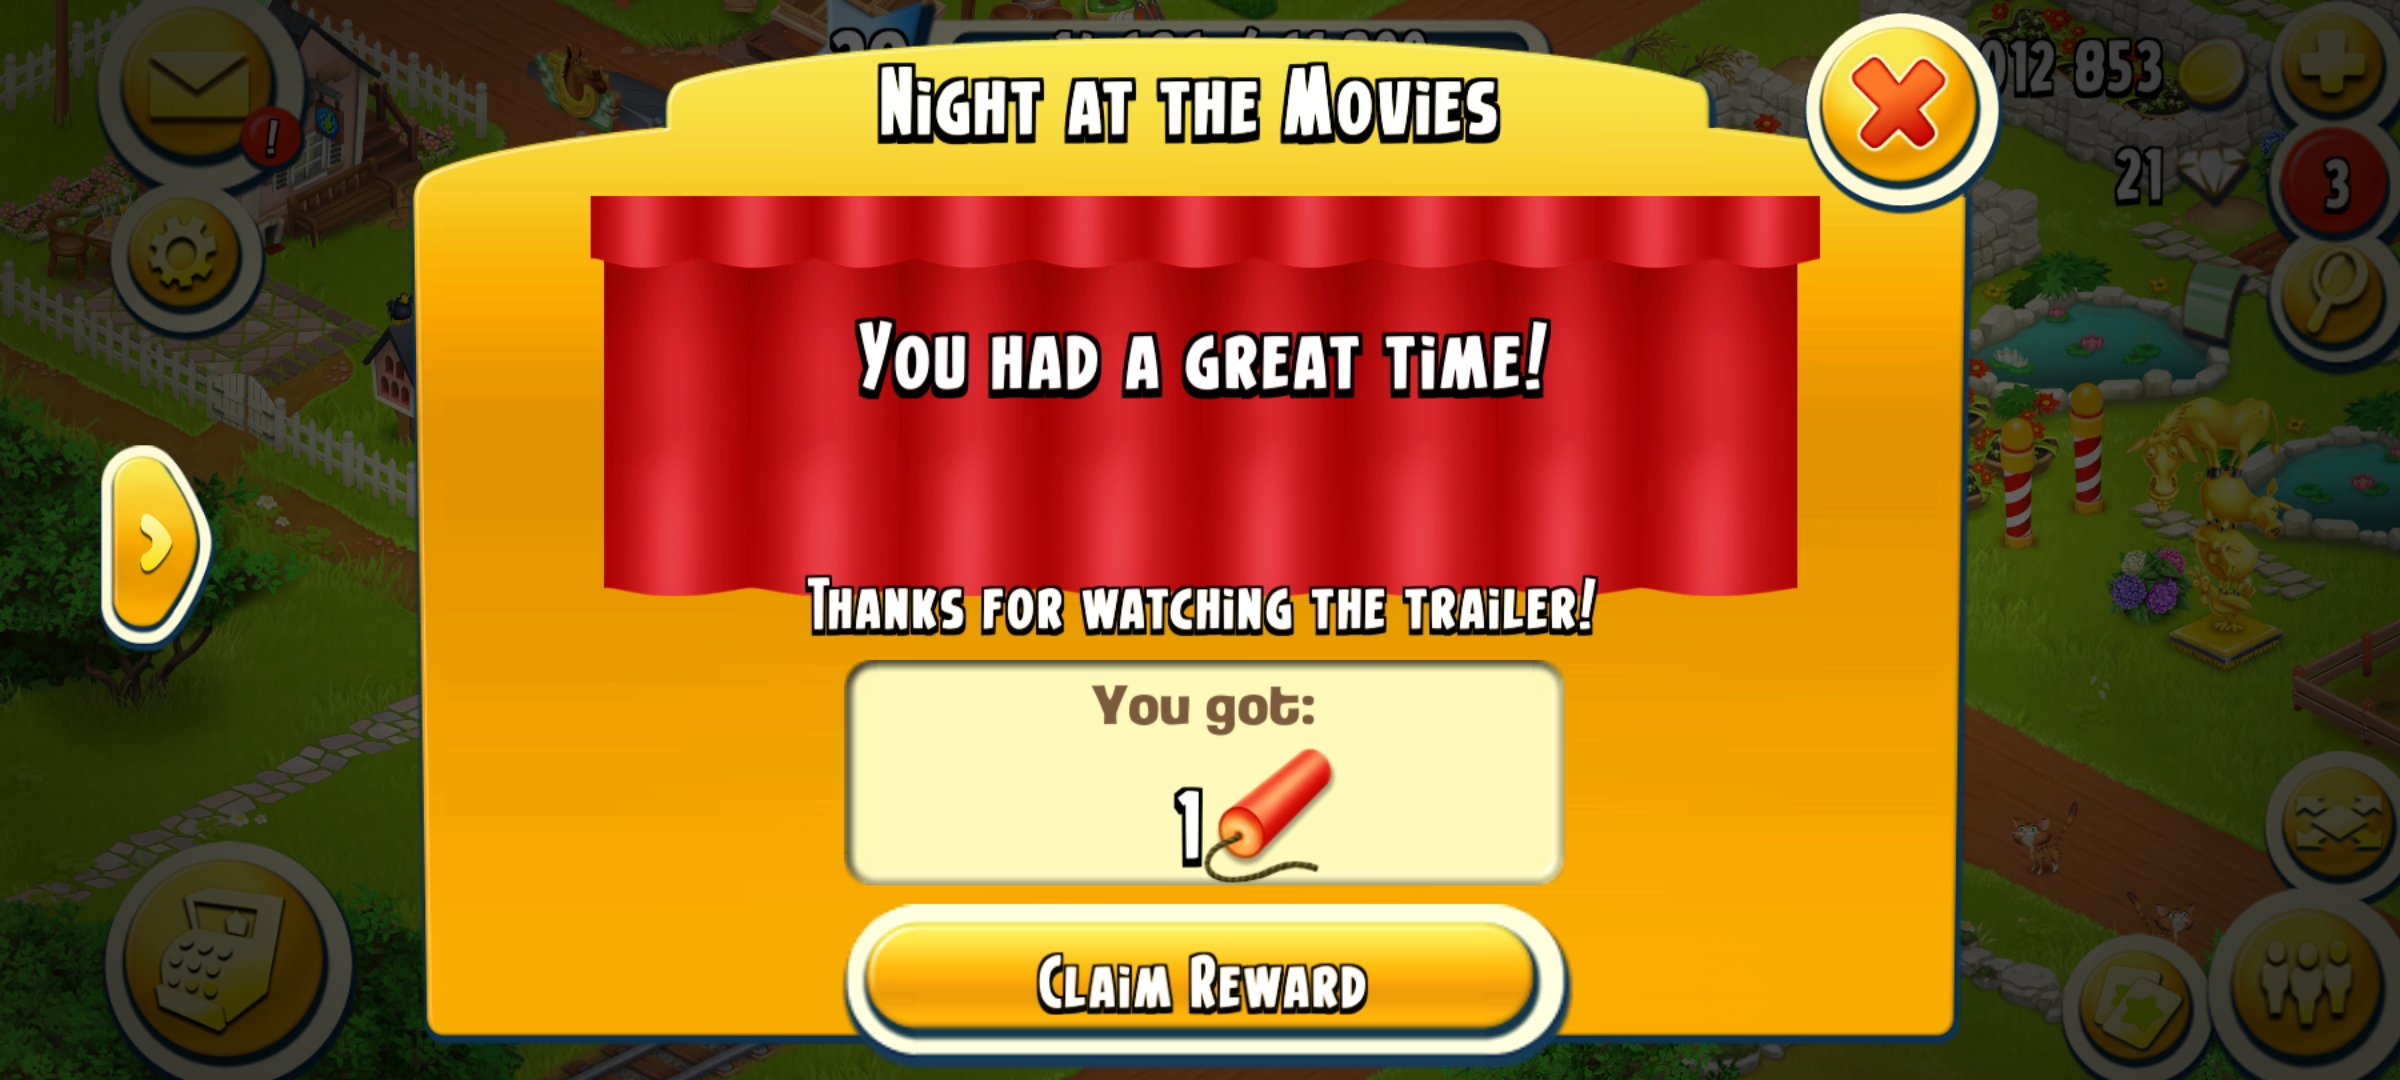 Night at the Movies
012 853
!
21
3
You had a great time!
Thanks for watching the trailer!
You got:
1
Claim Reward